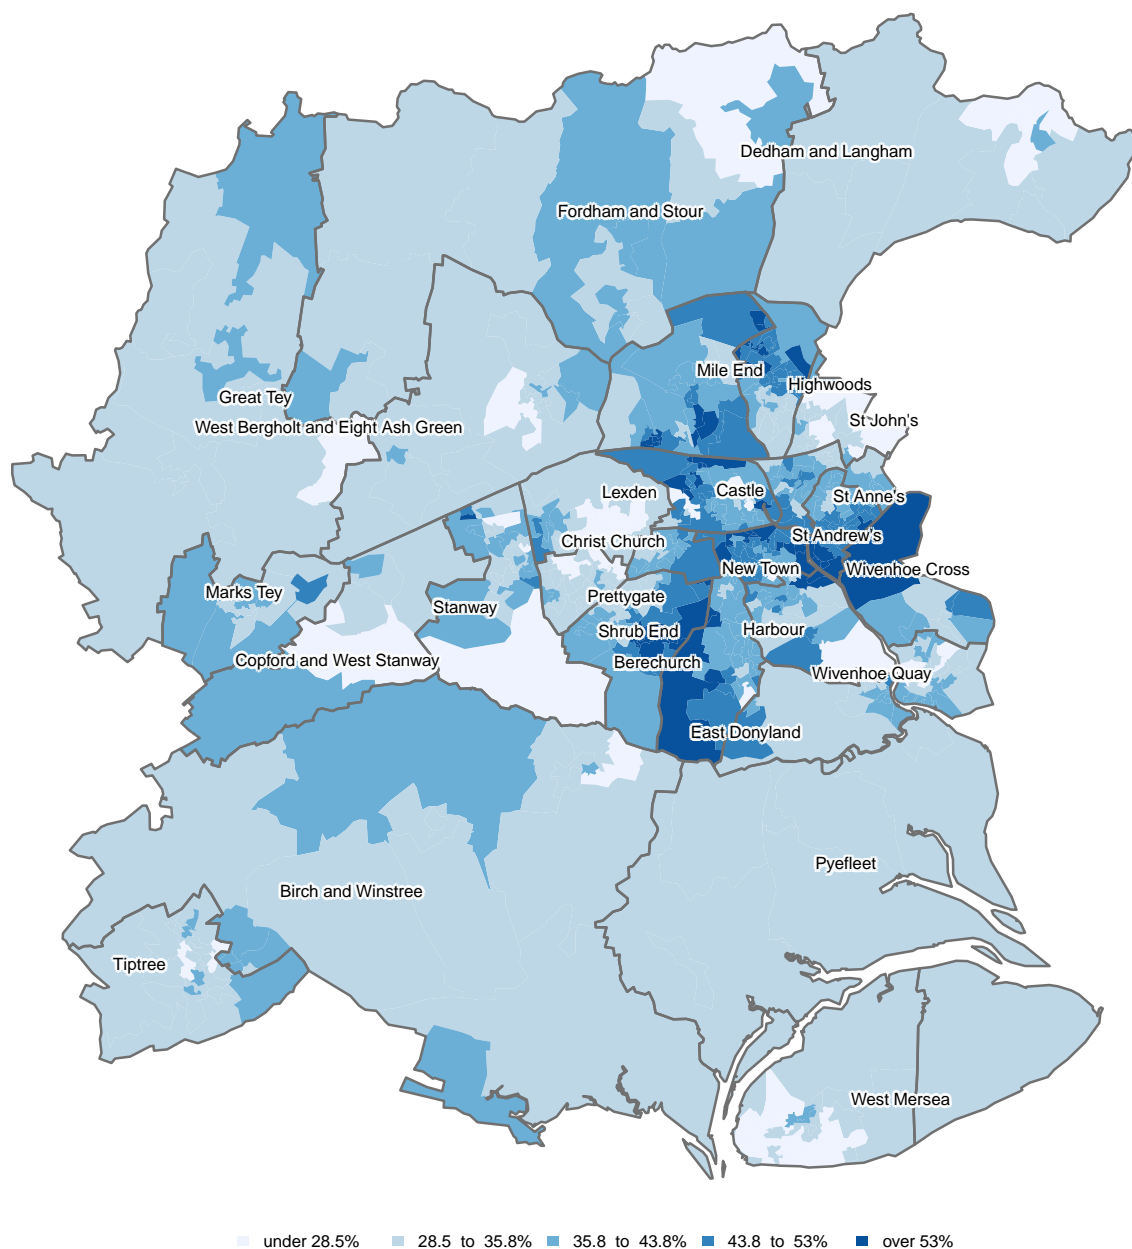 Dedham and Langham
Fordham and Stour
Mile End
Highwoods
Great Tey
St John's
West Bergholt and Eight Ash Green
Lexden
Castle
St Anne's
St Andrew's
Christ Church
New Town
Wivenhoe Cross
Marks Tey
Prettygate
Stanway
Shrub End
Harbour
Copford and West Stanway
Berechurch
Wivenhoe Quay
East Donyland
Pyefleet
Birch and Winstree
Tiptree
West Mersea
under 28.5% 28.5 to 35.8% 35.8 to 43.8% 43.8 to 53% over 53%